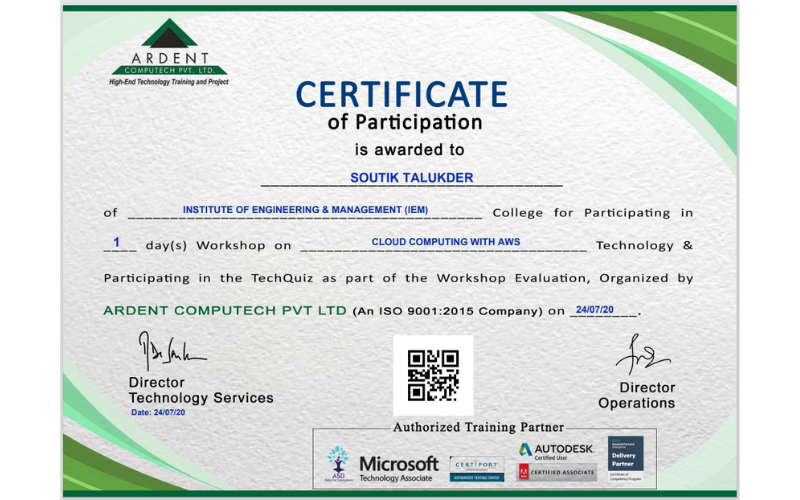 ARDENT
COMPUTECH PVT. LTD.
High-End Technology Training and Project
CERTIFICATE
of Participation
is awarded to
SOUTIK TALUKDER
of INSTITUTE OF ENGINEERING & MANAGEMENT (IEM) College for Participating in
1 day(s) Workshop on CLOUD COMPUTING WITH AWS Technology &
Participating in the TechQuiz as part of the Workshop Evaluation, Organized by
ARDENT COMPUTECH PVT LTD (An ISO 9001:2015 Company) on 24/07/20.
Director
Technology Services
Date: 24/07/20
Director
Operations
Authorized Training Partner
ASD
Microsoft
Technology Associate
CERTIPORT
AUTHORIZED TESTING CENTER
AUTODESK
Certified User
CERTIFIED ASSOCIATE
Delivery
Partner